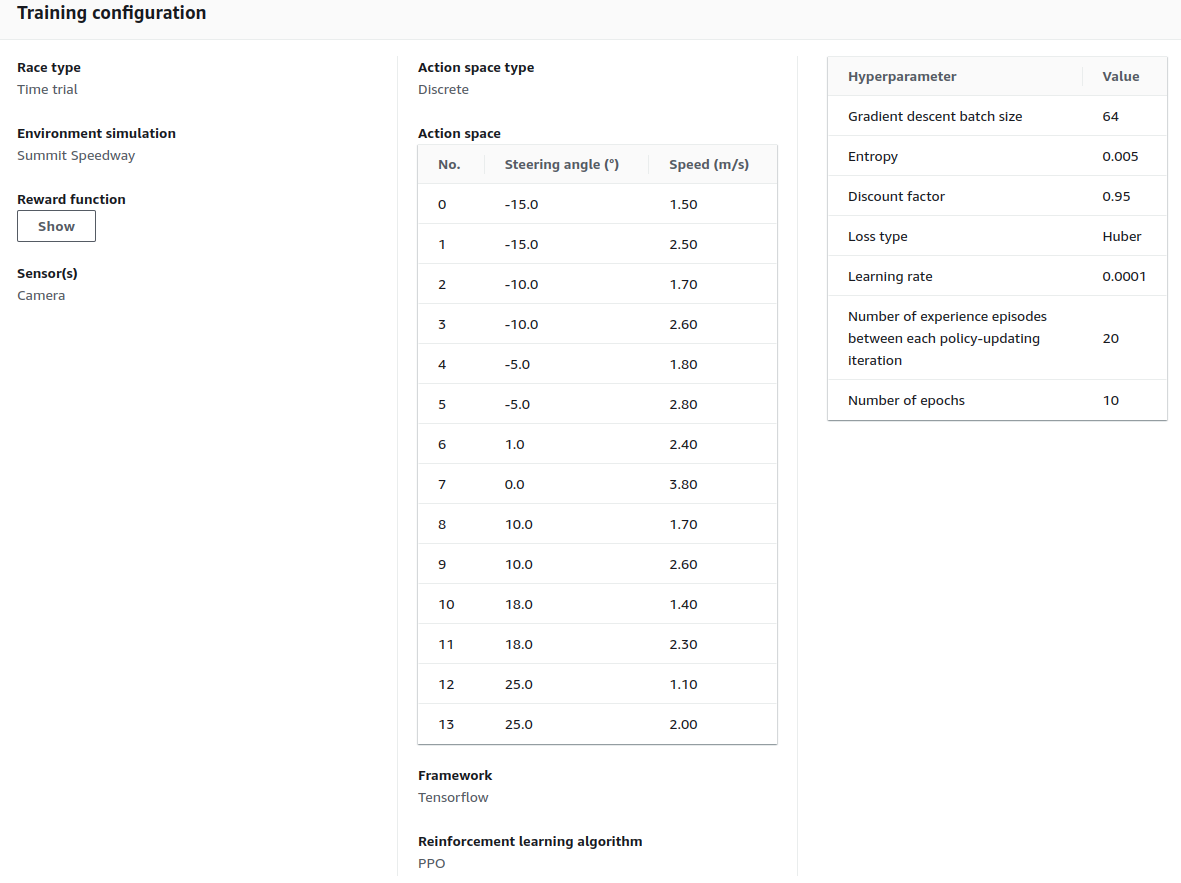 Training configuration
Race type
Time trial
Environment simulation
Summit Speedway
Reward function
Show
Sensor(s)
Camera
Action space type
Discrete
Action space
No. Steering angle (°) Speed (m/s)
0 -15.0 1.50
1 -15.0 2.50
2 -10.0 1.70
3 -10.0 2.60
4 -5.0 1.80
5 -5.0 2.80
6 1.0 2.40
7 0.0 3.80
8 10.0 1.70
9 10.0 2.60
10 18.0 1.40
11 18.0 2.30
12 25.0 1.10
13 25.0 2.00
Framework
Tensorflow
Reinforcement learning algorithm
PPO
Hyperparameter Value
Gradient descent batch size 64
Entropy 0.005
Discount factor 0.95
Loss type Huber
Learning rate 0.0001
Number of experience episodes
between each policy-updating 20
iteration
Number of epochs 10